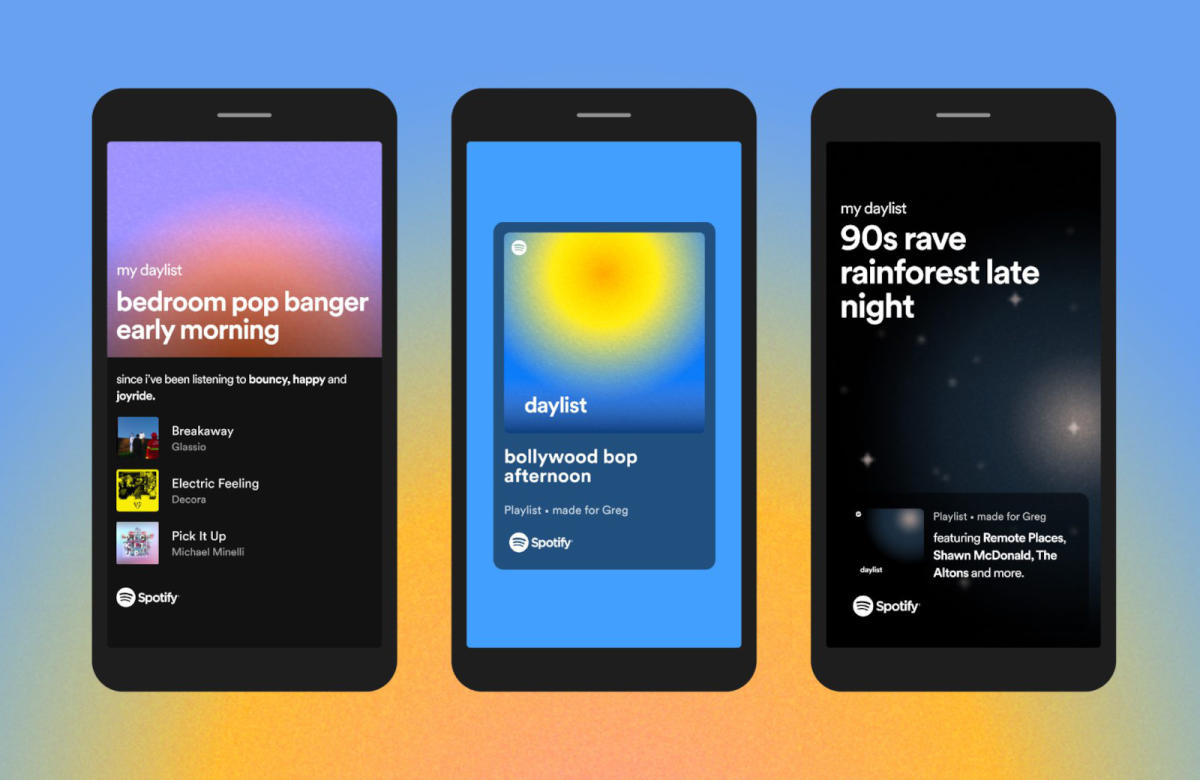 my daylist
bedroom pop banger
early morning
since i've been listening to bouncy, happy and
joyride.
Breakaway
Glassio
Electric Feeling
Decora
Pick It Up
Michael Minelli
Spotify
daylist
bollywood bop
afternoon
Playlist • made for Greg
Spotify
my daylist
90s rave
rainforest late
night
daylist
Playlist • made for Greg
featuring Remote Places,
Shawn McDonald, The
Altons and more.
Spotify